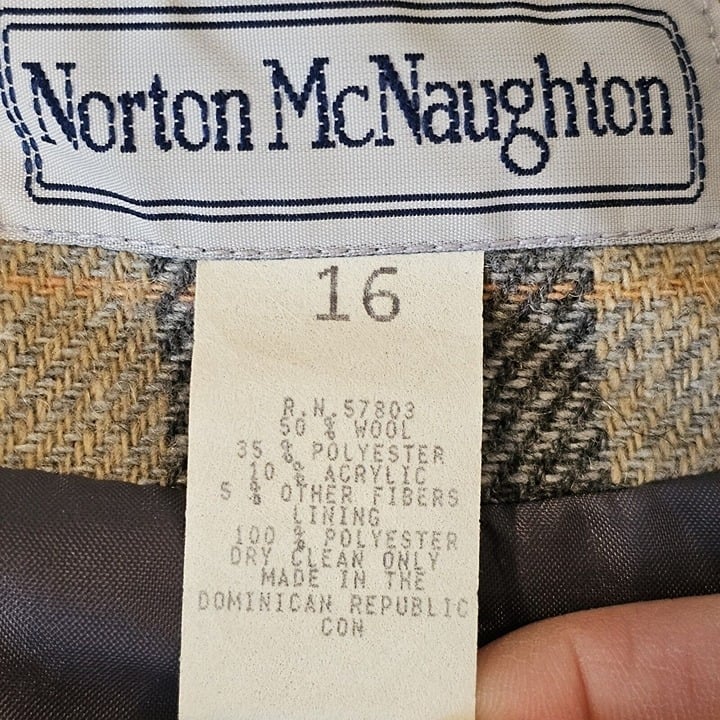 Norton McNaughton
16
R.N.57803
50 % WOOL
35 % POLYESTER
10 % ACRYLIC
5 % OTHER FIBERS
LINING
100 % POLYESTER
DRY CLEAN ONLY
MADE IN THE
DOMINICAN REPUBLIC
CON